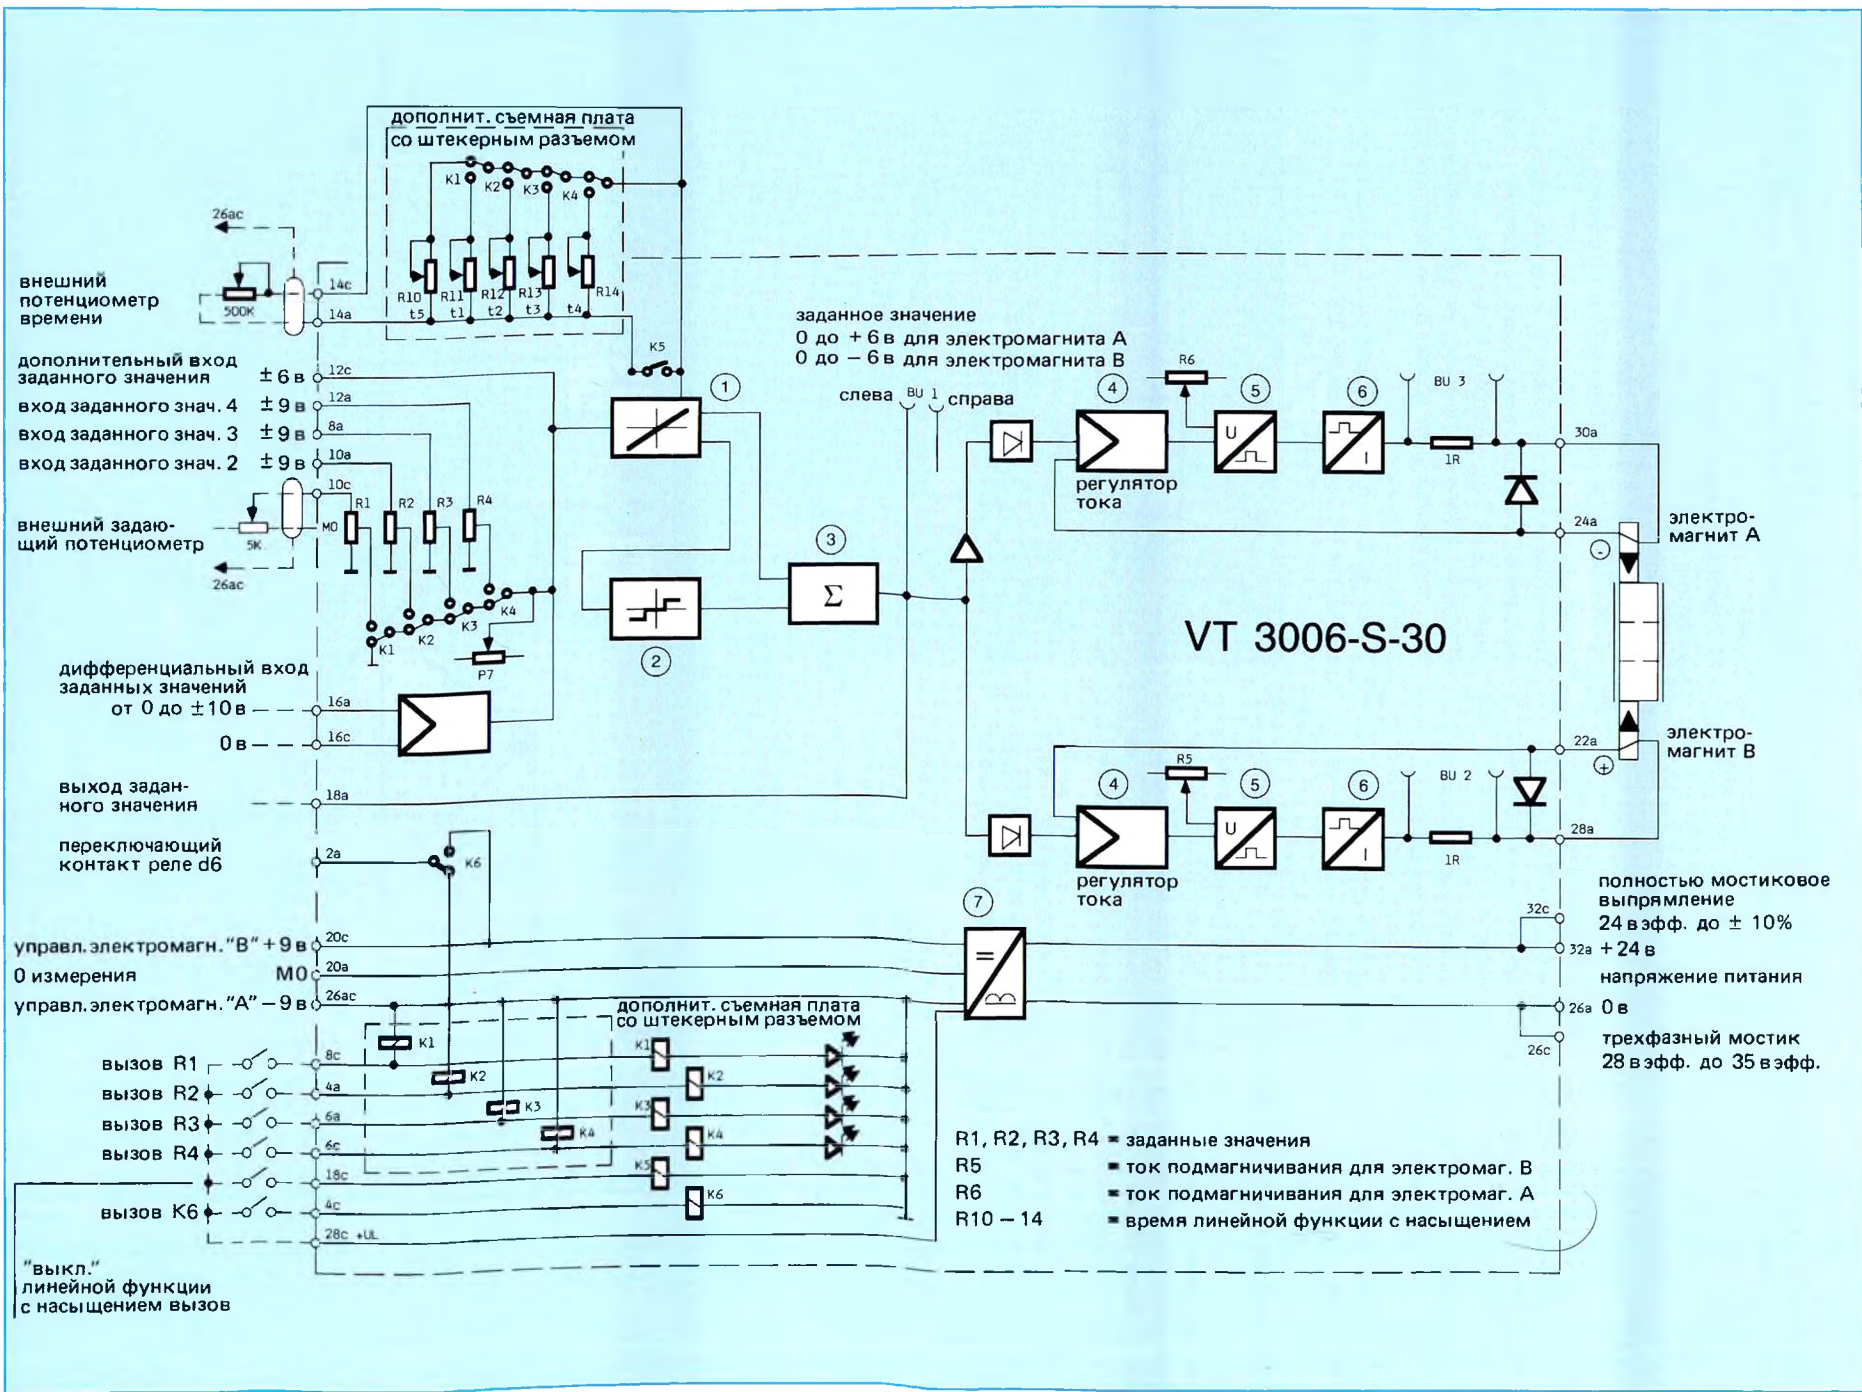 дополнит. съемная плата
со штекерным разъемом
K1
K2
K3
K4
26ac
внешний
потенциометр
времени
500K
14c
14a
R10
R11
R12
R13
R14
t5
t1
t2
t3
t4
K5
заданное значение
0 до + 6 в для электромагнита А
0 до − 6 в для электромагнита В
слева
BU 1
справа
дополнительный вход
заданного значения ± 6 в
12c
вход заданного знач. 4 ± 9 в
12a
вход заданного знач. 3 ± 9 в
8a
вход заданного знач. 2 ± 9 в
10a
10c
внешний задаю-
щий потенциометр
5K
MO
26ac
R1
R2
R3
R4
K1
K2
K3
K4
P7
1
2
3
Σ
R6
4
5
6
U
I
BU 3
1R
регулятор
тока
30a
24a
электро-
магнит А
-
VT 3006-S-30
дифференциальный вход
заданных значений
от 0 до ±10 в
16a
0 в
16c
выход задан-
ного значения
18a
переключающий
контакт реле d6
2a
K6
22a
электро-
магнит В
+
R5
4
5
6
U
I
BU 2
1R
28a
регулятор
тока
7
=
полностью мостиковое
выпрямление
24 в эфф. до ± 10%
32c
32a + 24 в
напряжение питания
26a 0 в
трехфазный мостик
28 в эфф. до 35 в эфф.
26c
управл. электромагн. "В" + 9 в
20c
0 измерения MO
20a
управл. электромагн. "А" − 9 в
26ac
дополнит. съемная плата
со штекерным разъемом
K1
K2
K3
K4
K1
K2
K3
K4
K5
K6
вызов R1
8c
вызов R2
4a
вызов R3
6a
вызов R4
6c
18c
вызов K6
4c
28c +UL
"выкл."
линейной функции
с насыщением вызов
R1, R2, R3, R4 = заданные значения
R5 = ток подмагничивания для электромаг. В
R6 = ток подмагничивания для электромаг. А
R10 − 14 = время линейной функции с насыщением